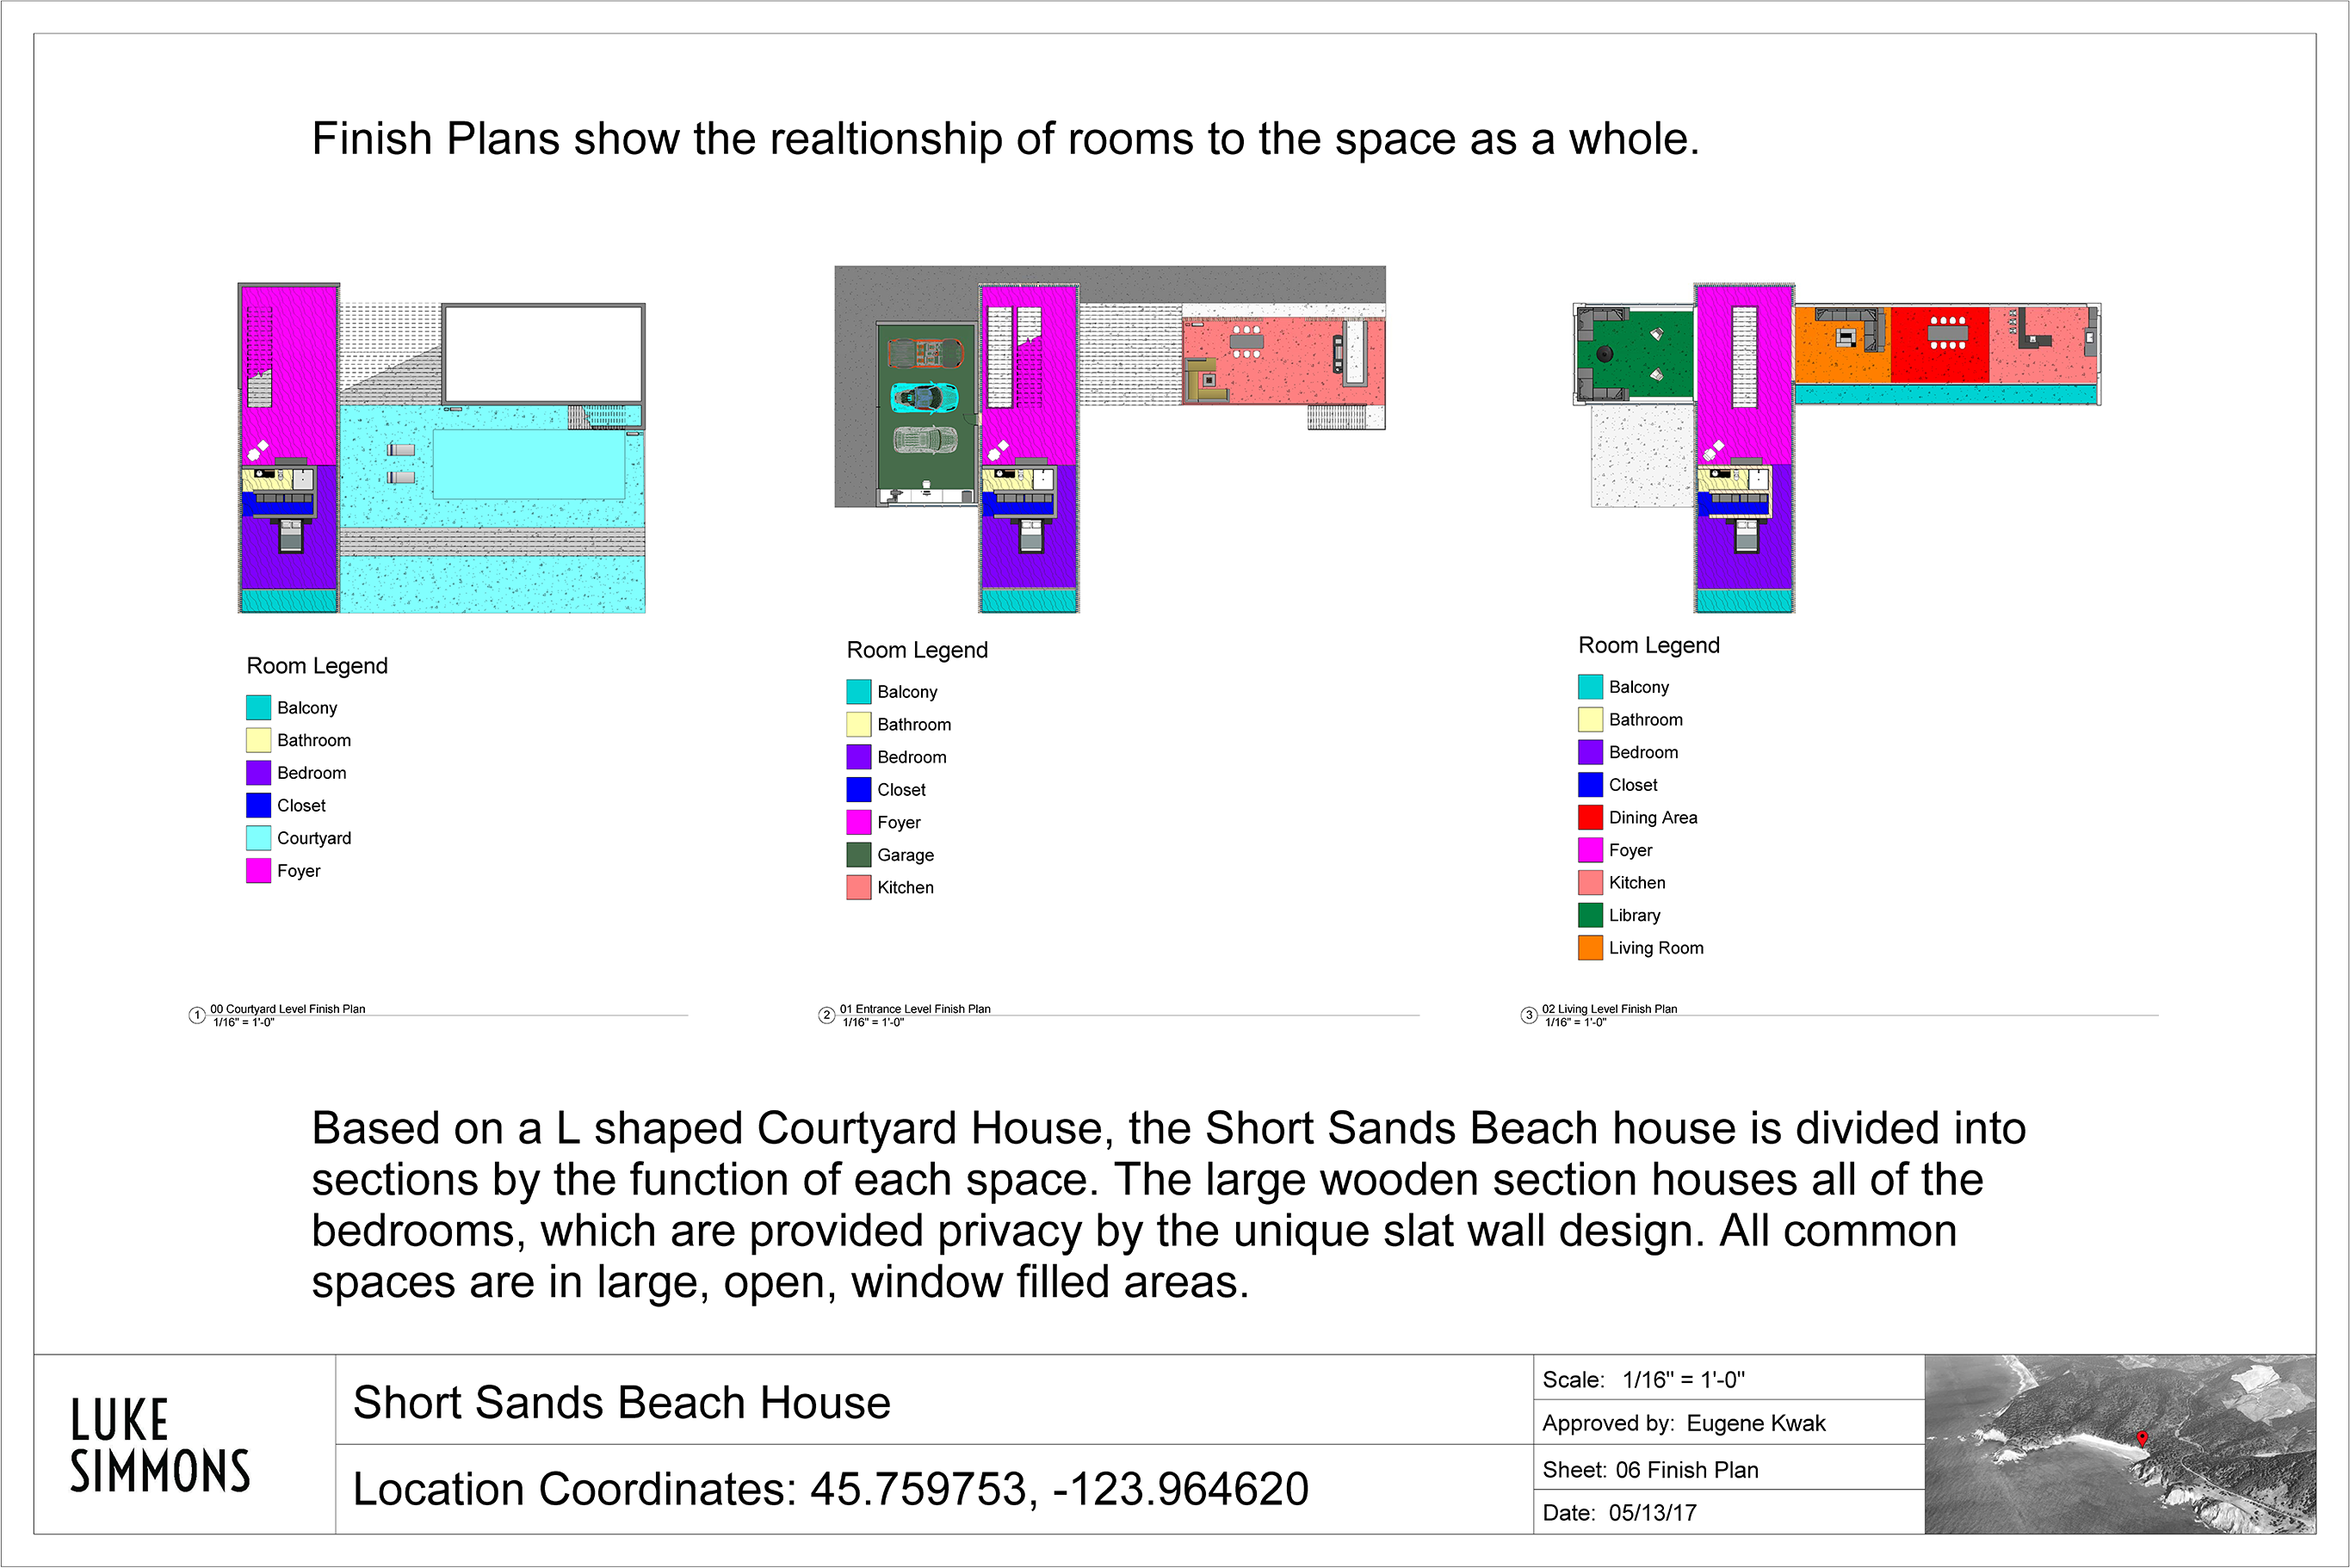 Finish Plans show the realtionship of rooms to the space as a whole.
Room Legend
Balcony
Bathroom
Bedroom
Closet
Courtyard
Foyer
Room Legend
Balcony
Bathroom
Bedroom
Closet
Foyer
Garage
Kitchen
Room Legend
Balcony
Bathroom
Bedroom
Closet
Dining Area
Foyer
Kitchen
Library
Living Room
1 00 Courtyard Level Finish Plan
1/16" = 1'-0"
2 01 Entrance Level Finish Plan
1/16" = 1'-0"
3 02 Living Level Finish Plan
1/16" = 1'-0"
Based on a L shaped Courtyard House, the Short Sands Beach house is divided into
sections by the function of each space. The large wooden section houses all of the
bedrooms, which are provided privacy by the unique slat wall design. All common
spaces are in large, open, window filled areas.
LUKE
SIMMONS
Short Sands Beach House
Location Coordinates: 45.759753, -123.964620
Scale: 1/16" = 1'-0"
Approved by: Eugene Kwak
Sheet: 06 Finish Plan
Date: 05/13/17